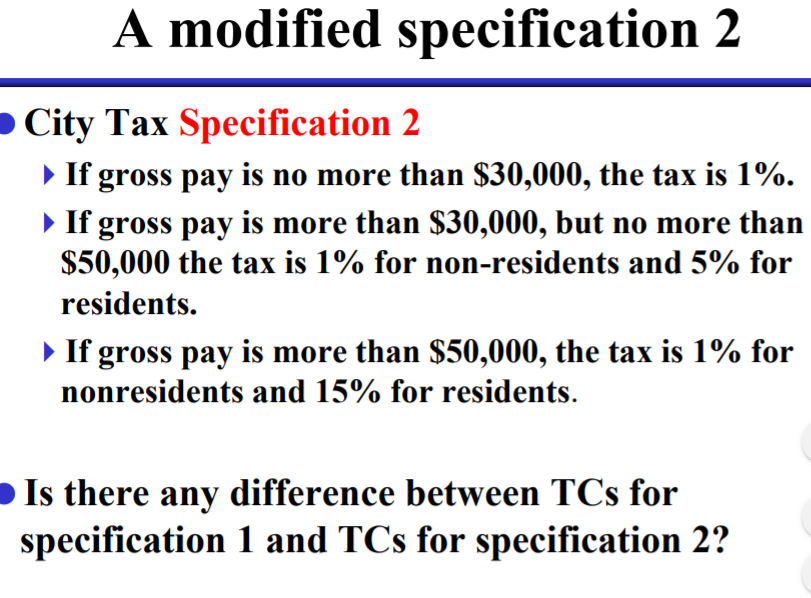 A modified specification 2
City Tax Specification 2
If gross pay is no more than $30,000, the tax is 1%.
If gross pay is more than $30,000, but no more than
$50,000 the tax is 1% for non-residents and 5% for
residents.
If gross pay is more than $50,000, the tax is 1% for
nonresidents and 15% for residents.
Is there any difference between TCs for
specification 1 and TCs for specification 2?